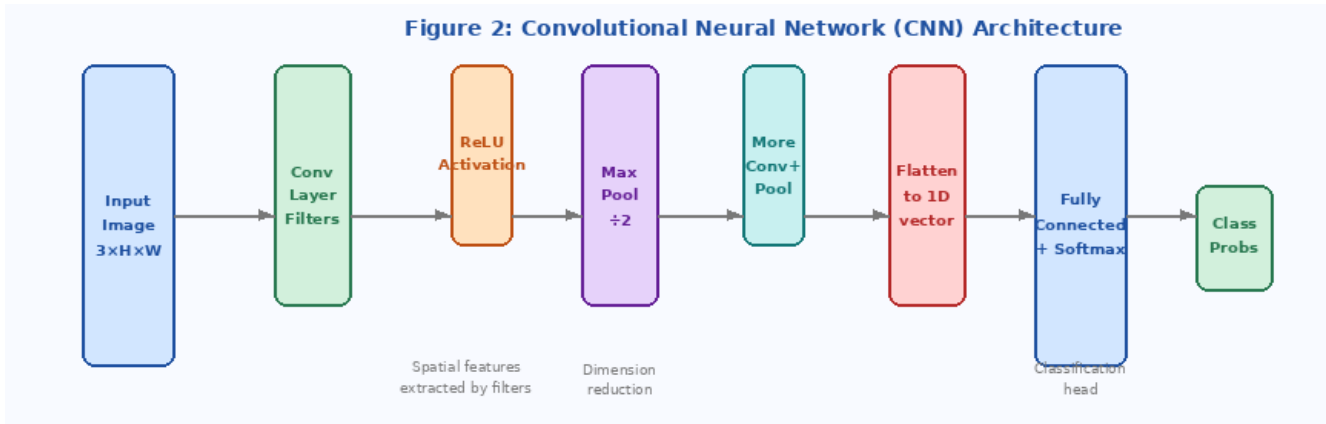 Figure 2: Convolutional Neural Network (CNN) Architecture
Input
Image
3×H×W
Conv
Layer
Filters
ReLU
Activation
Max
Pool
÷2
More
Conv+
Pool
Flatten
to 1D
vector
Fully
Connected
+ Softmax
Class
Probs
Spatial features
extracted by filters
Dimension
reduction
Classification
head